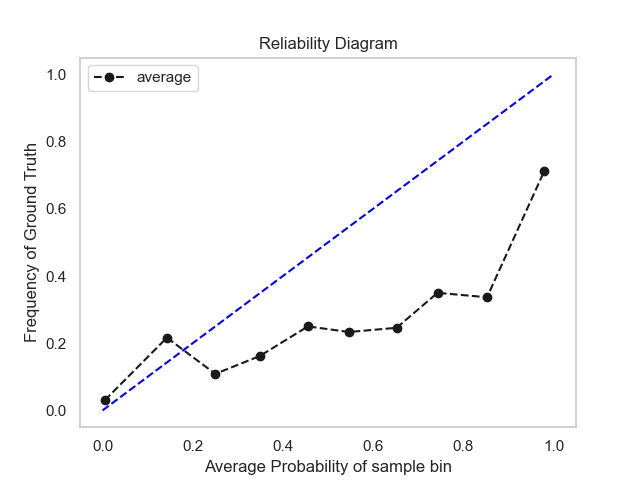 Reliability Diagram
average
Frequency of Ground Truth
1.0
0.8
0.6
0.4
0.2
0.0
0.0 0.2 0.4 0.6 0.8 1.0
Average Probability of sample bin